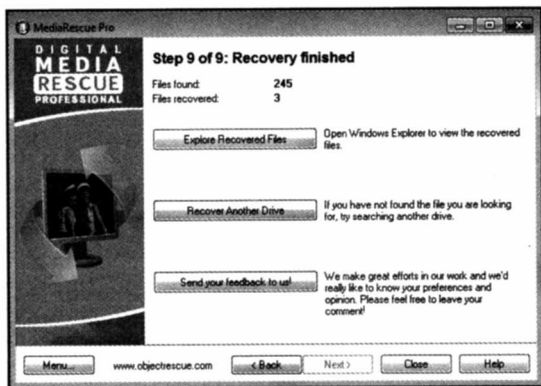 MediaRescue Pro
DIGITAL
MEDIA
RESCUE
PROFESSIONAL
Step 9 of 9: Recovery finished
Files found: 245
Files recovered: 3
Explore Recovered Files
Open Windows Explorer to view the recovered
files.
Recover Another Drive
If you have not found the file you are looking
for, try searching another drive.
Send your feedback to us!
We make great efforts in our work and we'd
really like to know your preferences and
opinion. Please feel free to leave your
comment!
Menu... www.objectrescue.com < Back Next > Close Help